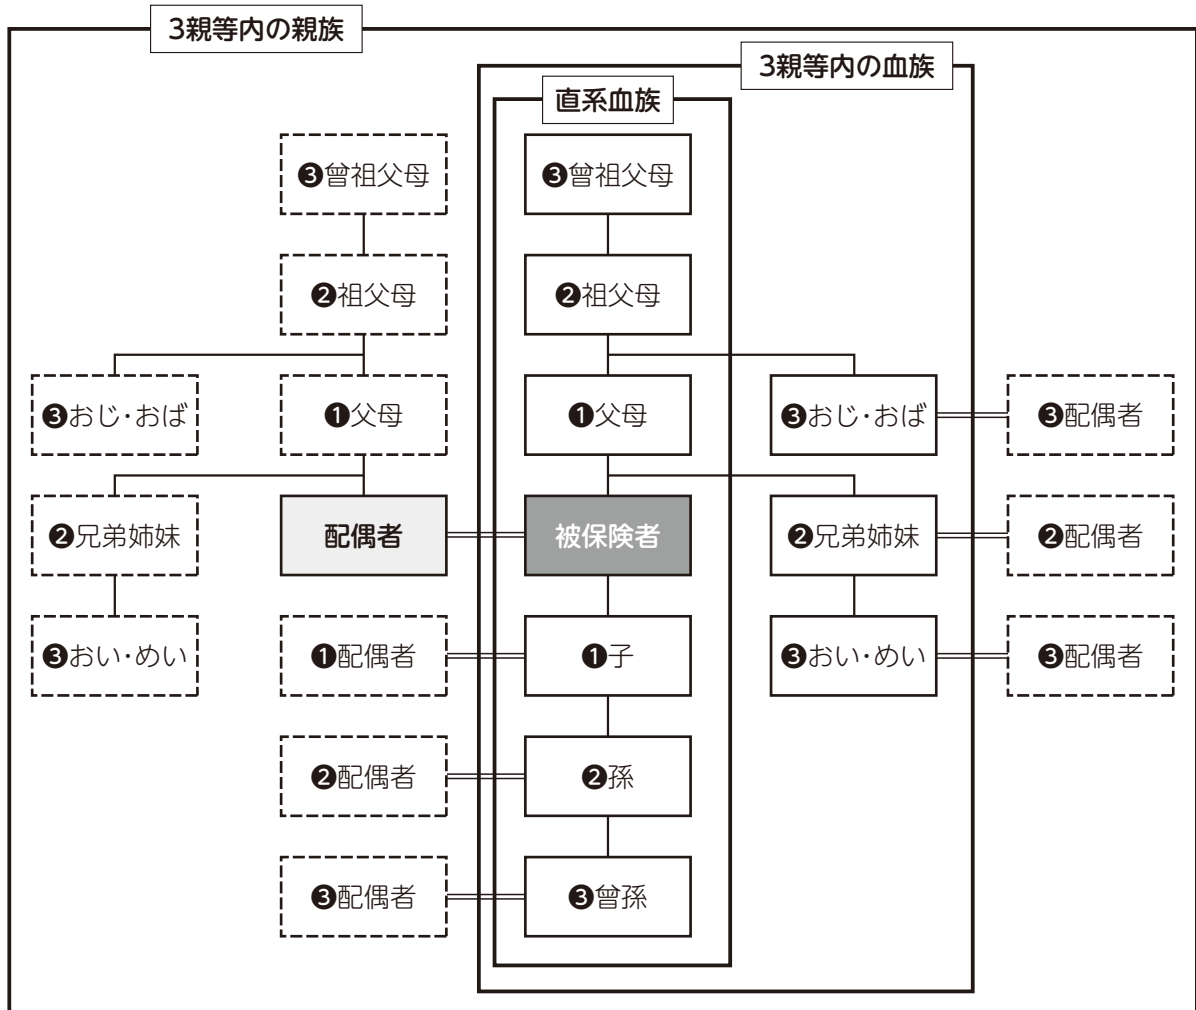 3親等内の親族
3親等内の血族
直系血族
❸曾祖父母
❸曾祖父母
❷祖父母
❷祖父母
❸おじ・おば
❶父母
❶父母
❸おじ・おば
❸配偶者
❷兄弟姉妹
配偶者
被保険者
❷兄弟姉妹
❷配偶者
❸おい・めい
❶配偶者
❶子
❸おい・めい
❸配偶者
❷配偶者
❷孫
❸配偶者
❸曾孫